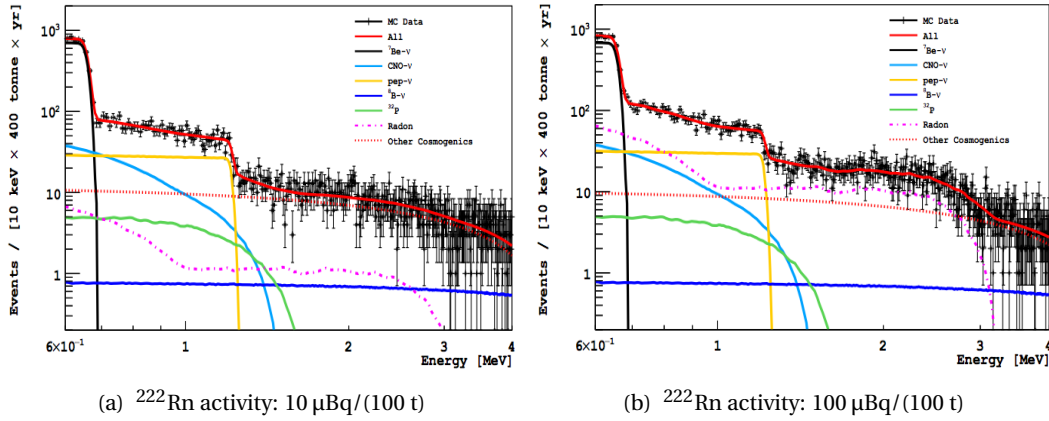 Events / [10 keV × 400 tonne × yr]
10³
10²
10
1
MC Data
All
⁷Be-ν
CNO-ν
pep-ν
⁸B-ν
³²P
Radon
Other Cosmogenics
6×10⁻¹ 1 2 3 4
Energy [MeV]
(a) ²²²Rn activity: 10 µBq/(100 t)
Events / [10 keV × 400 tonne × yr]
10³
10²
10
1
MC Data
All
⁷Be-ν
CNO-ν
pep-ν
⁸B-ν
³²P
Radon
Other Cosmogenics
6×10⁻¹ 1 2 3 4
Energy [MeV]
(b) ²²²Rn activity: 100 µBq/(100 t)